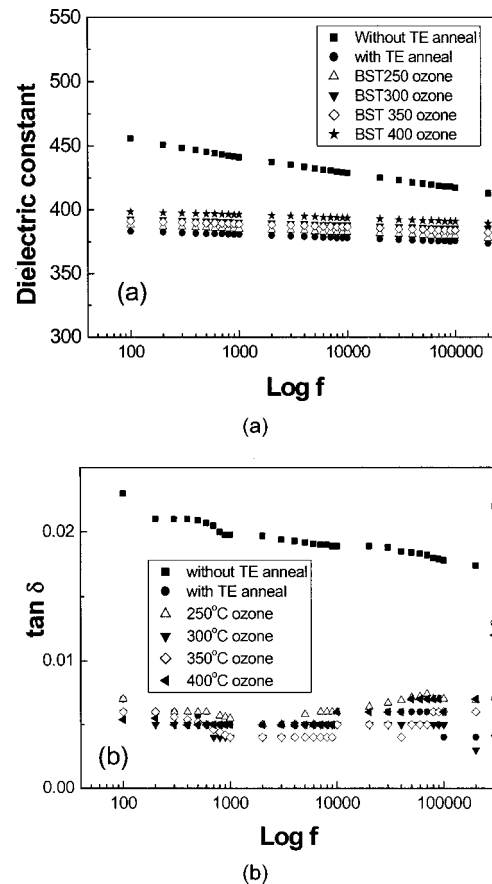 (a)
550
500
450
400
375
300
Dielectric constant
Without TE anneal
with TE anneal
BST250 ozone
BST300 ozone
BST 350 ozone
BST 400 ozone
(a)
100
1000
10000
100000
Log f
(a)
0.02
0.01
0.00
tan δ
without TE anneal
with TE anneal
250°C ozone
300°C ozone
350°C ozone
400°C ozone
(b)
100
1000
10000
100000
Log f
(b)